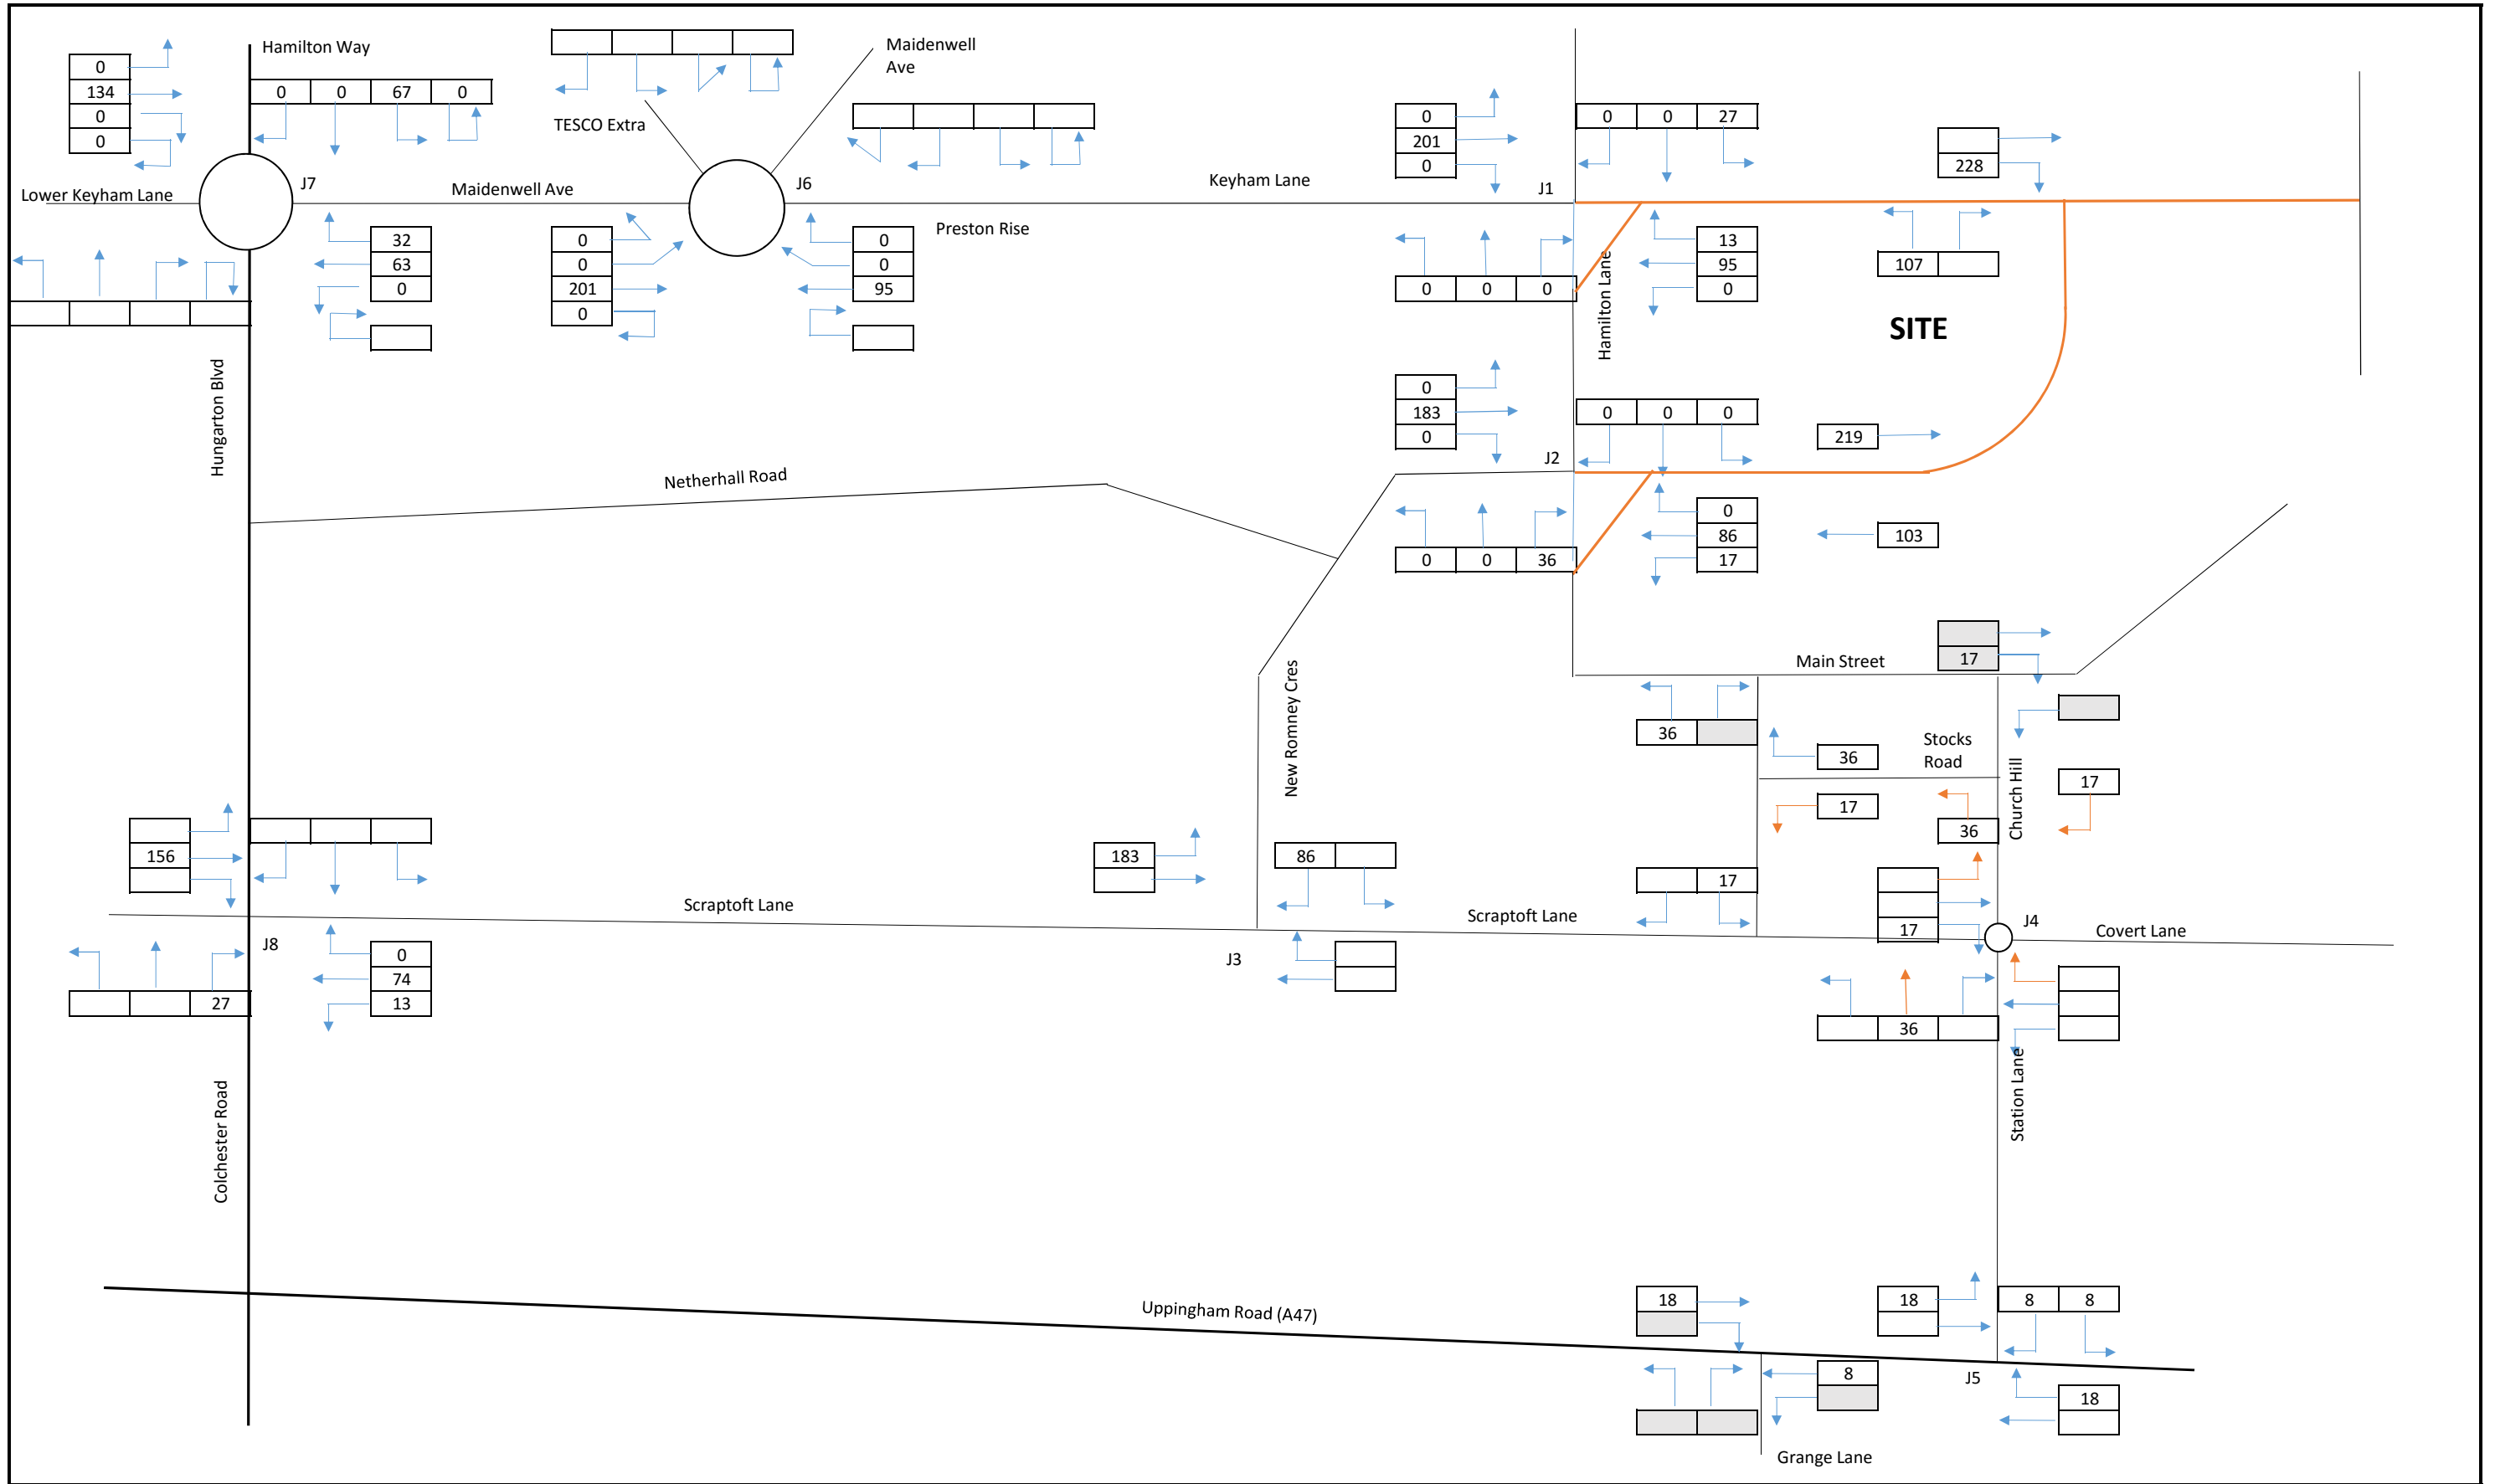 Hamilton Way
Maidenwell
Ave
0
134
0
0
0 0 67 0
TESCO Extra
0
201
0
0 0 27
228
J7
J6
Lower Keyham Lane
Maidenwell Ave
Keyham Lane
J1
Preston Rise
32
63
0
0
0
201
0
0
0
95
0 0 0
Hamilton Lane
13
95
0
107
SITE
Hungarton Blvd
0
183
0
0 0 0
219
J2
Netherhall Road
0 0 36
0
86
17
103
17
Main Street
New Romney Cres
36
36
Stocks
Road
Church Hill
17
17
36
156
183
86
17
17
Scraptoft Lane
Scraptoft Lane
J4
Covert Lane
J8
J3
27
0
74
13
36
Station Lane
Colchester Road
Uppingham Road (A47)
18
18
8 8
8
J5
18
Grange Lane